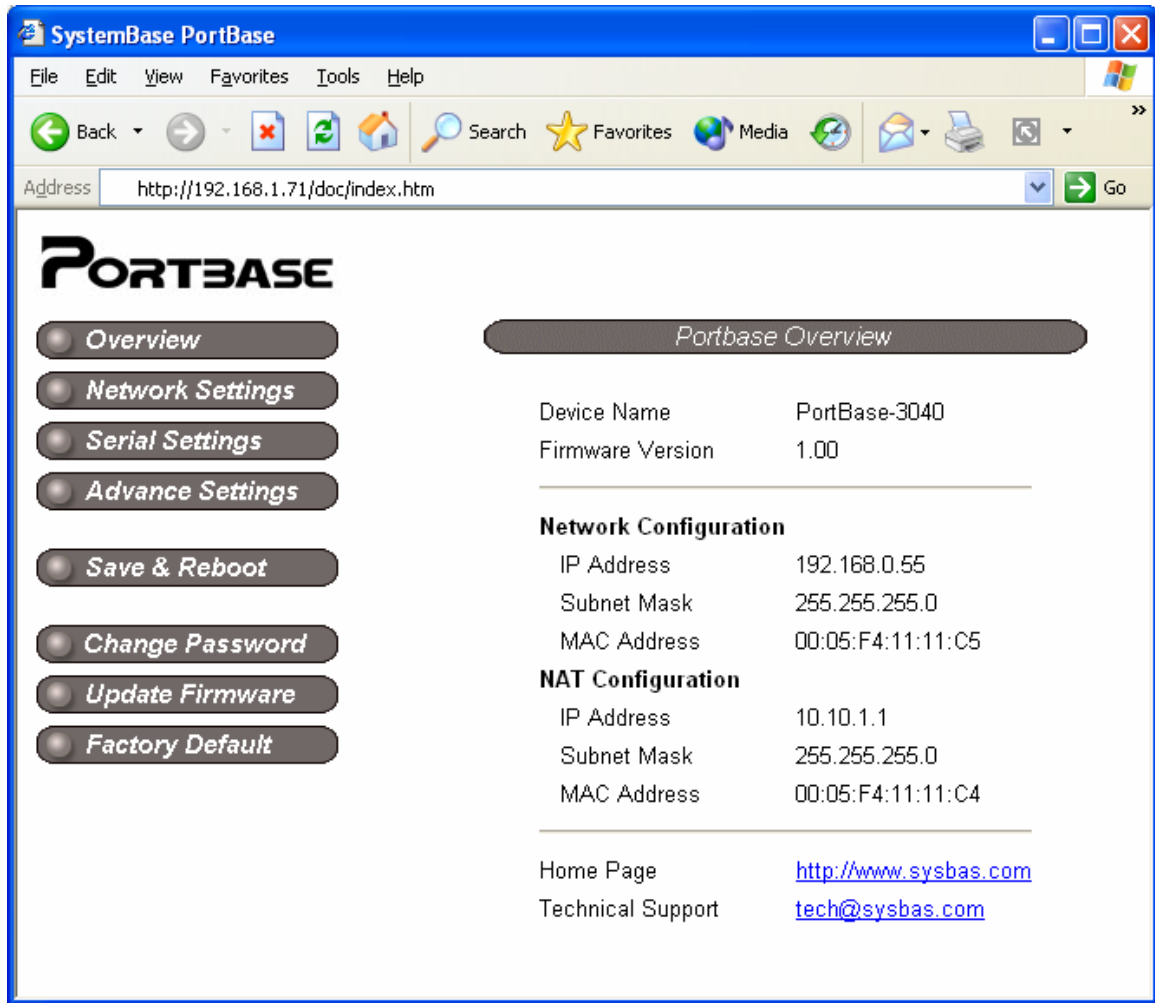 SystemBase PortBase
File Edit View Favorites Tools Help
Back Search Favorites Media »
Address http://192.168.1.71/doc/index.htm Go
PORTBASE
Overview
Network Settings
Serial Settings
Advance Settings
Save & Reboot
Change Password
Update Firmware
Factory Default
Portbase Overview
Device Name PortBase-3040
Firmware Version 1.00
Network Configuration
IP Address 192.168.0.55
Subnet Mask 255.255.255.0
MAC Address 00:05:F4:11:11:C5
NAT Configuration
IP Address 10.10.1.1
Subnet Mask 255.255.255.0
MAC Address 00:05:F4:11:11:C4
Home Page http://www.sysbas.com
Technical Support tech@sysbas.com